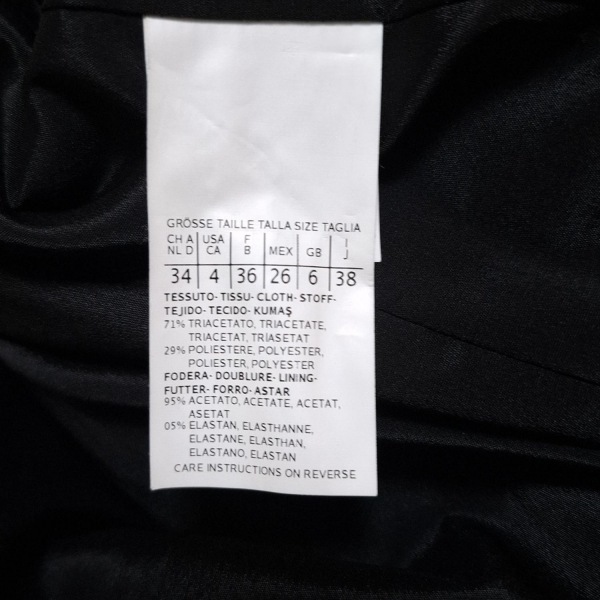 GRÖSSE TAILLE TALLA SIZE TAGLIA
CH A USA F I
NL D CA B MEX GB J
34 4 36 26 6 38
TESSUTO- TISSU- CLOTH- STOFF-
TEJIDO- TECIDO- KUMAŞ
71% TRIACETATO, TRIACETATE,
TRIACETAT, TRIASETAT
29% POLIESTERE, POLYESTER,
POLIESTER, POLYESTER
FODERA- DOUBLURE- LINING-
FUTTER- FORRO- ASTAR
95% ACETATO, ACETATE, ACETAT,
ASETAT
05% ELASTAN, ELASTHANNE,
ELASTANE, ELASTHAN,
ELASTANO, ELASTAN
CARE INSTRUCTIONS ON REVERSE